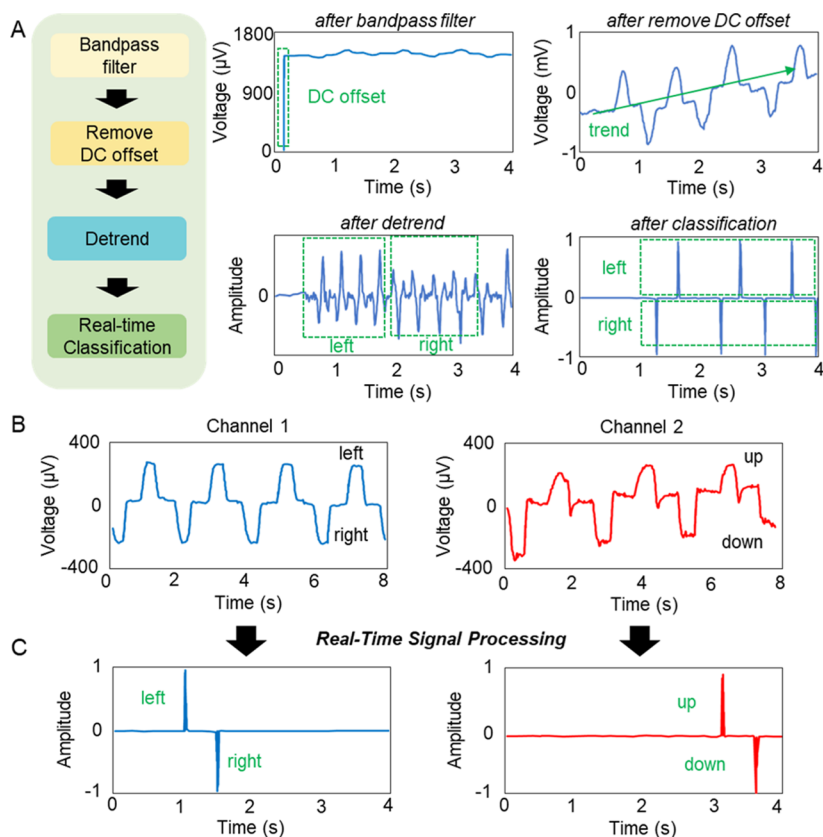 A
Bandpass
filter
Remove
DC offset
Detrend
Real-time
Classification
after bandpass filter
Voltage (µV)
1800
900
0
DC offset
0 1 2 3 4
Time (s)
after remove DC offset
Voltage (mV)
1
0
-1
trend
0 1 2 3 4
Time (s)
after detrend
Amplitude
0
left
right
0 1 2 3 4
Time (s)
after classification
Amplitude
1
0
-1
left
right
0 1 2 3 4
Time (s)
B
Channel 1
Voltage (µV)
400
0
-400
left
right
0 2 4 6 8
Time (s)
Channel 2
Voltage (µV)
400
0
-400
up
down
0 2 4 6 8
Time (s)
Real-Time Signal Processing
C
Amplitude
1
0
-1
left
right
0 1 2 3 4
Time (s)
Amplitude
1
0
-1
up
down
0 1 2 3 4
Time (s)